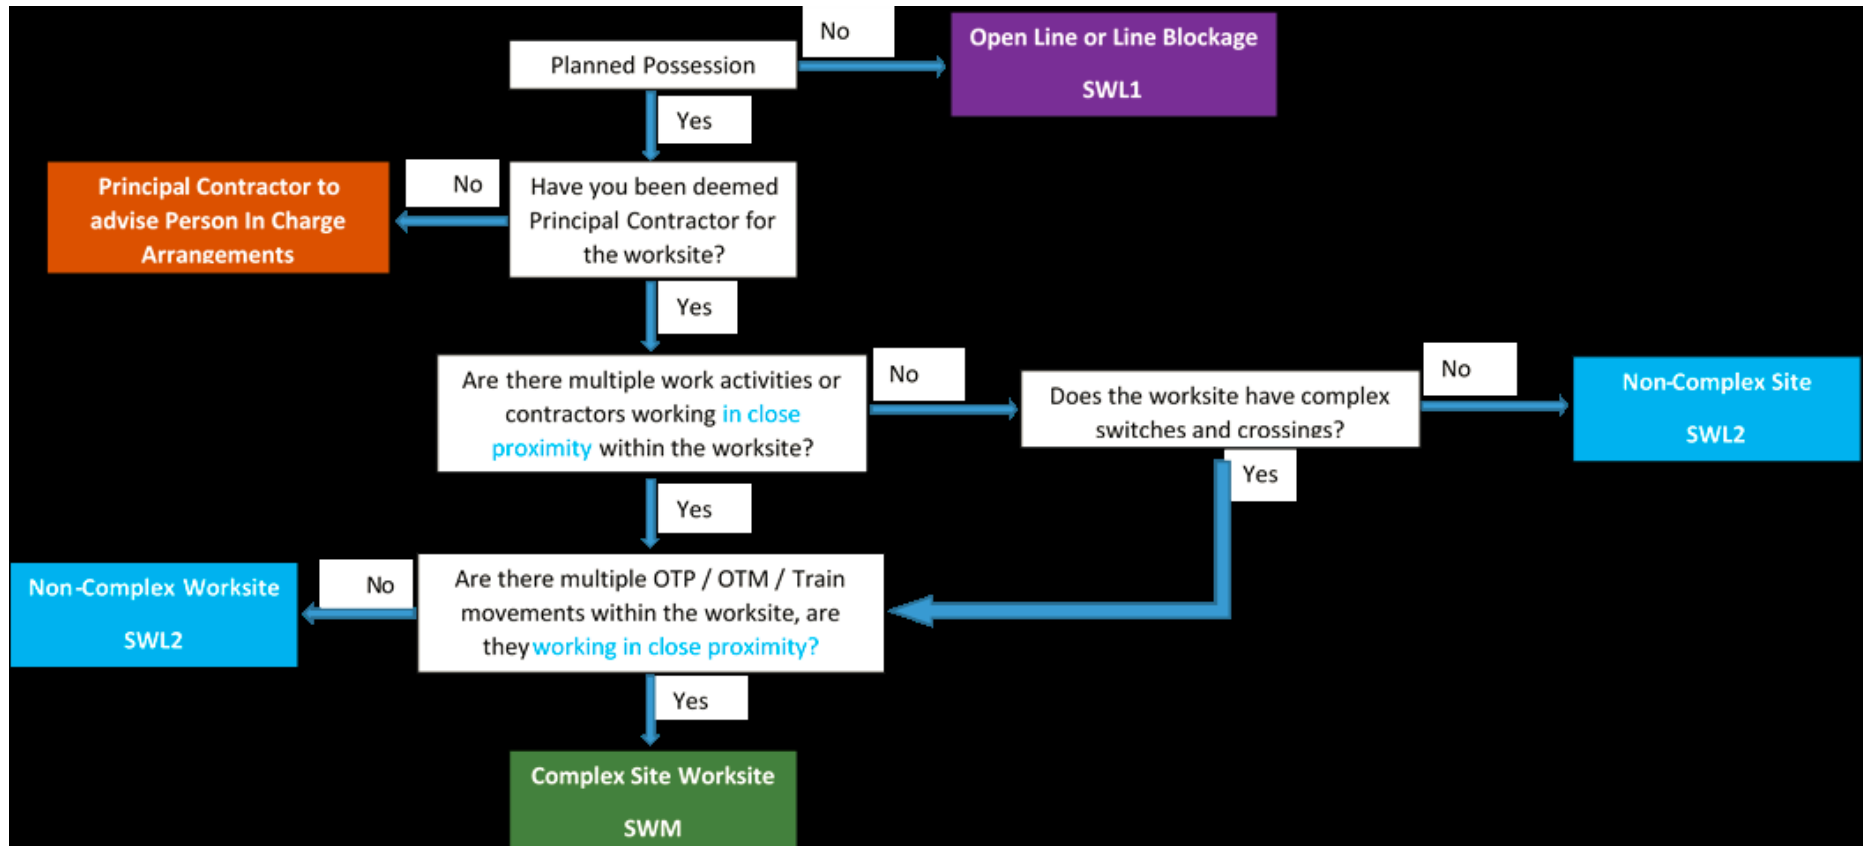 No
Open Line or Line Blockage
SWL1
Planned Possession
Yes
Principal Contractor to
advise Person In Charge
Arrangements
No
Have you been deemed
Principal Contractor for
the worksite?
Yes
Are there multiple work activities or
contractors working in close
proximity within the worksite?
No
Does the worksite have complex
switches and crossings?
No
Non-Complex Site
SWL2
Yes
Yes
Non-Complex Worksite
SWL2
No
Are there multiple OTP / OTM / Train
movements within the worksite, are
they working in close proximity?
Yes
Complex Site Worksite
SWM